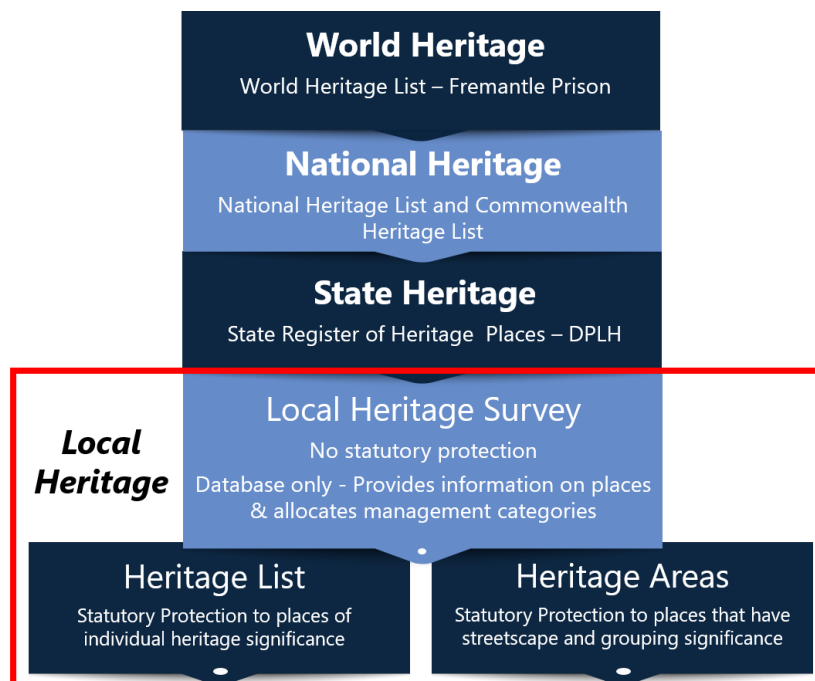 World Heritage
World Heritage List – Fremantle Prison
National Heritage
National Heritage List and Commonwealth
Heritage List
State Heritage
State Register of Heritage  Places – DPLH
Local
Heritage
Local Heritage Survey
No statutory protection
Database only - Provides information on places
& allocates management categories
Heritage List
Statutory Protection to places of
individual heritage significance
Heritage Areas
Statutory Protection to places that have
streetscape and grouping significance